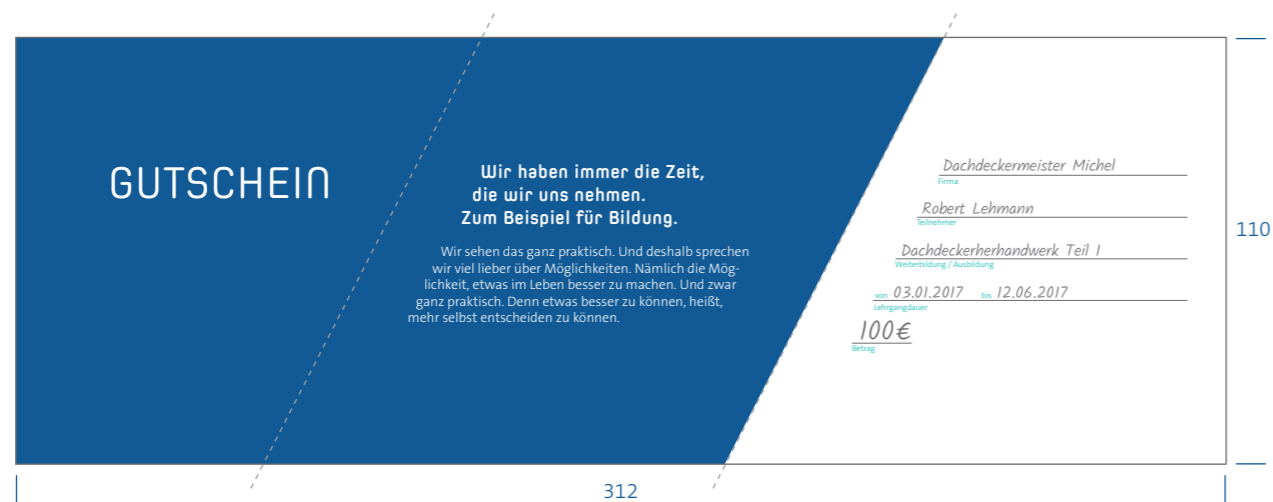 GUTSCHEIN
Wir haben immer die Zeit,
die wir uns nehmen.
Zum Beispiel für Bildung.
Wir sehen das ganz praktisch. Und deshalb sprechen
wir viel lieber über Möglichkeiten. Nämlich die Mög-
lichkeit, etwas im Leben besser zu machen. Und zwar
ganz praktisch. Denn etwas besser zu können, heißt,
mehr selbst entscheiden zu können.
Dachdeckermeister Michel
Firma
Robert Lehmann
Teilnehmer
Dachdeckerherhandwerk Teil 1
Weiterbildung / Ausbildung
von 03.01.2017 bis 12.06.2017
Lehrgangdauer
100€
Betrag
110
312